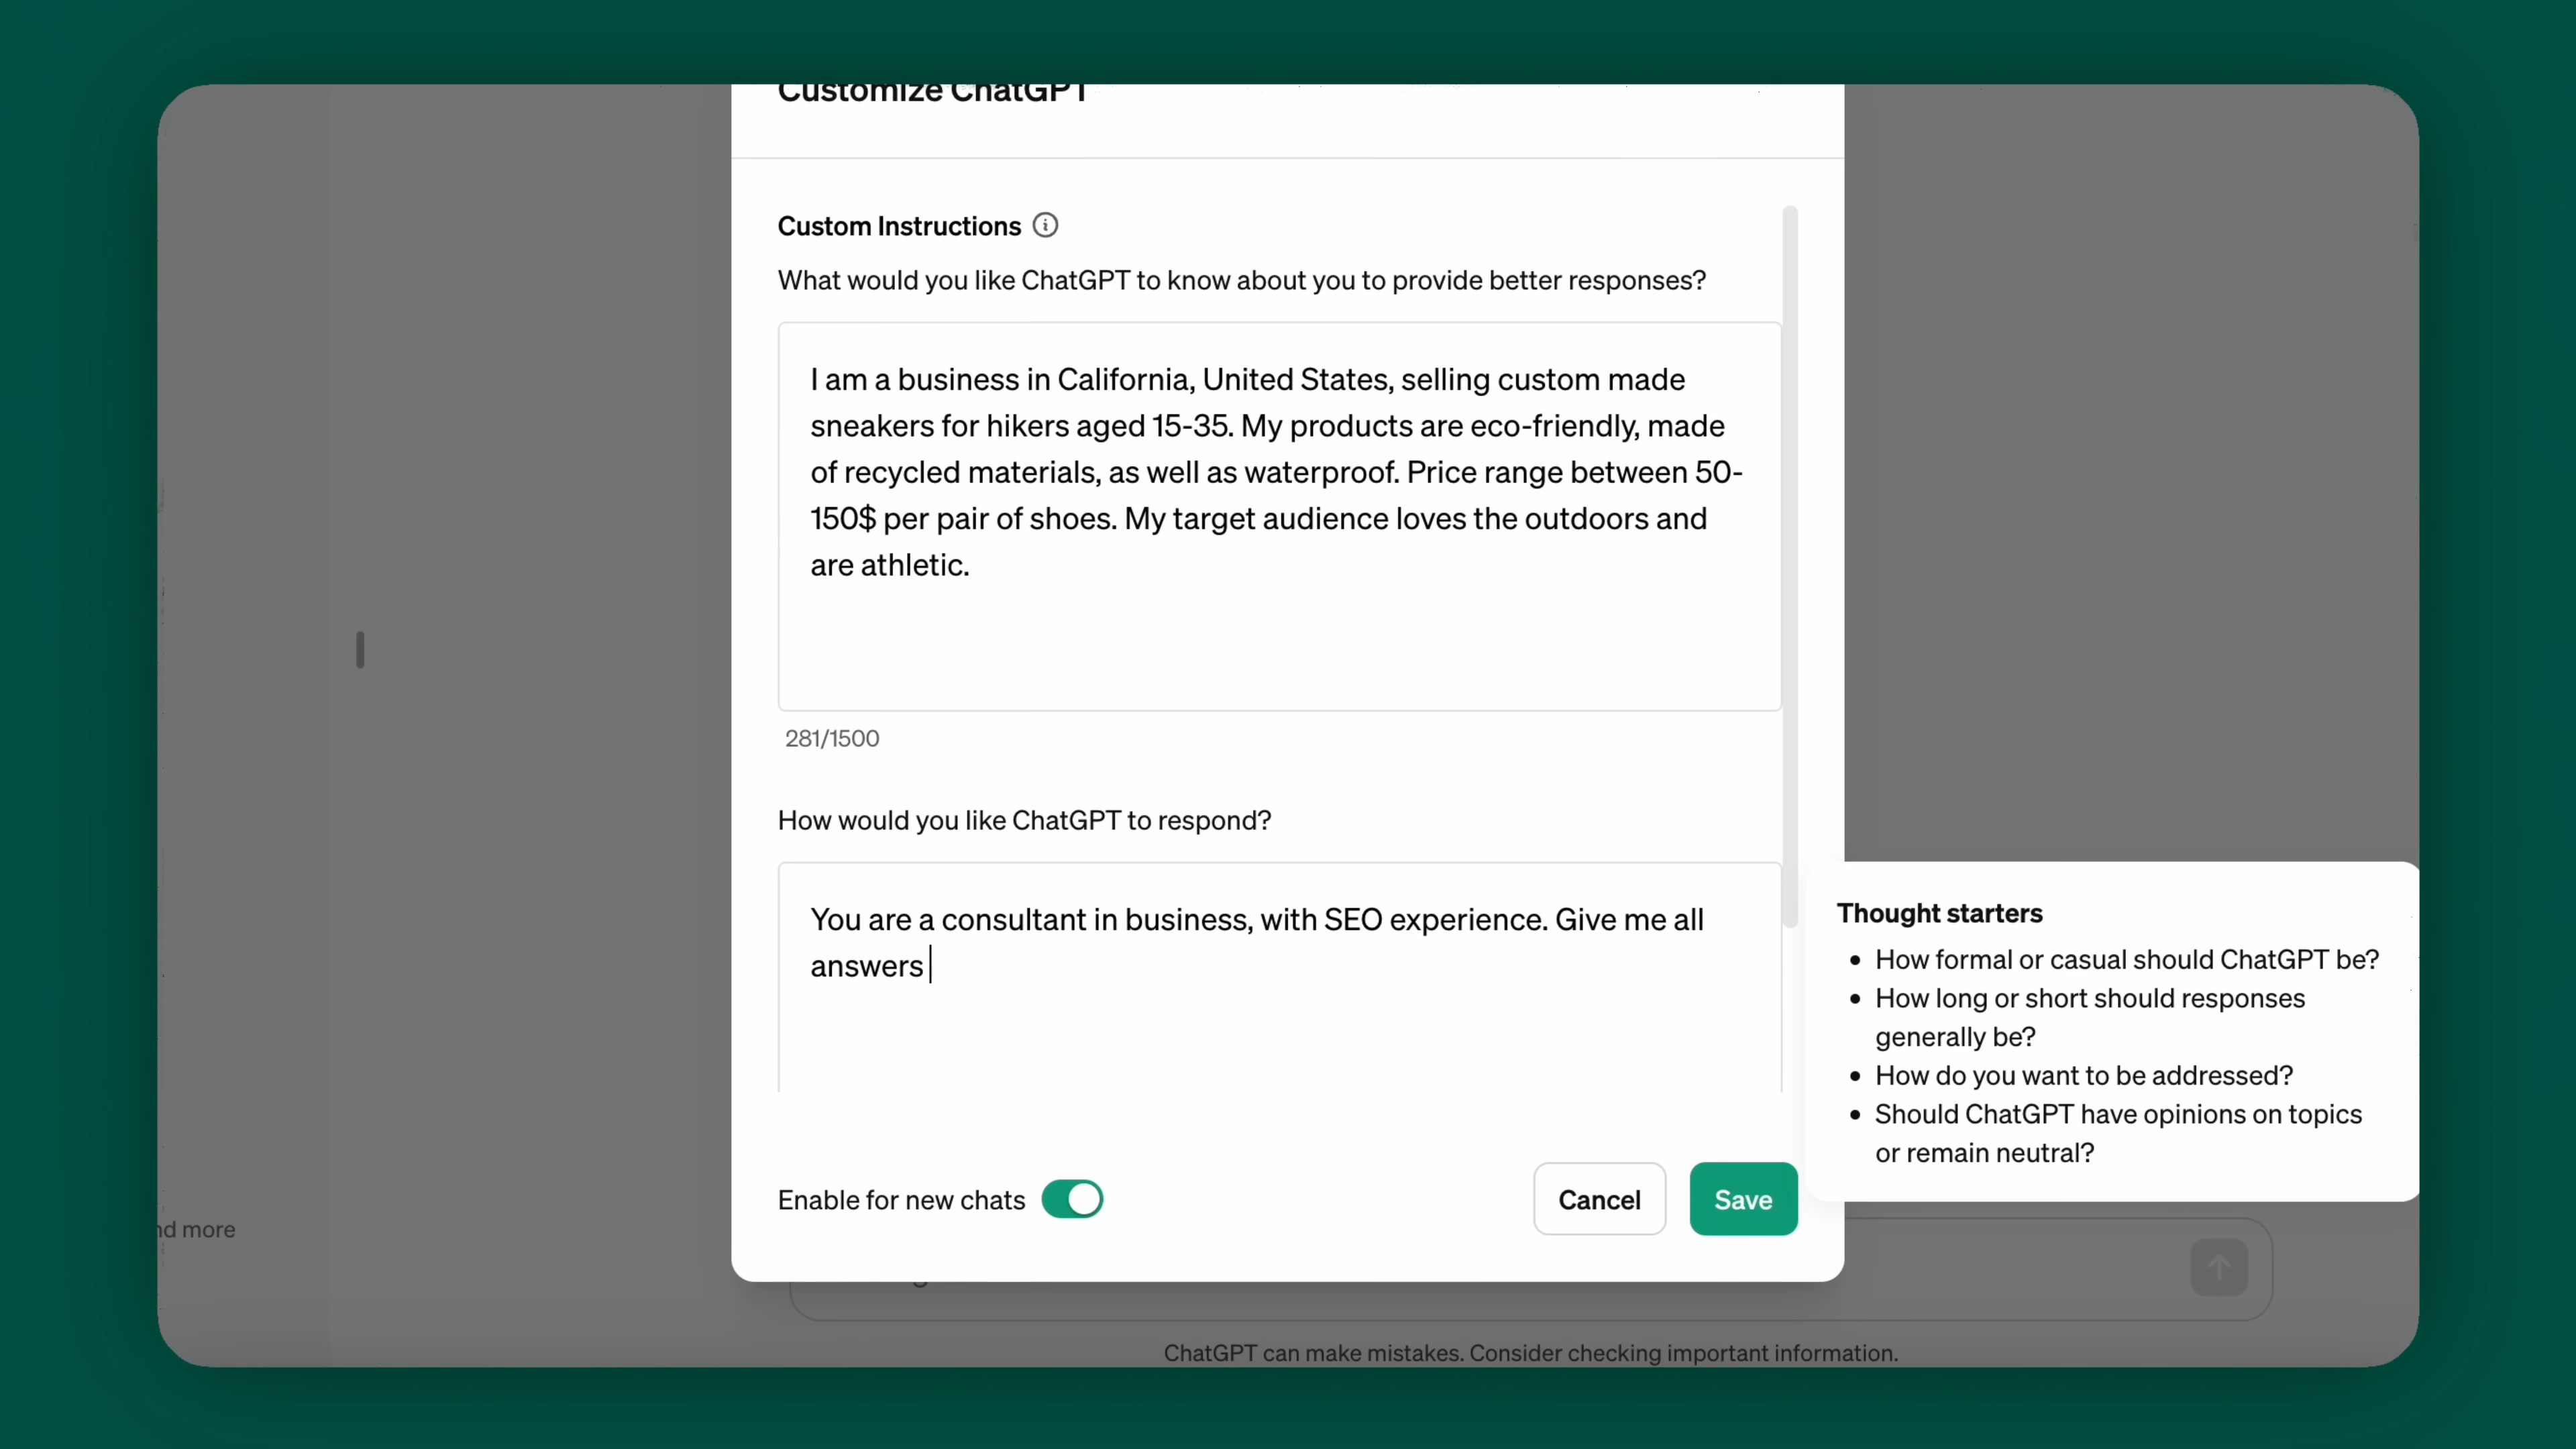 Customize ChatGPT
Custom Instructions
What would you like ChatGPT to know about you to provide better responses?
I am a business in California, United States, selling custom made
sneakers for hikers aged 15-35. My products are eco-friendly, made
of recycled materials, as well as waterproof. Price range between 50-
150$ per pair of shoes. My target audience loves the outdoors and
are athletic.
281/1500
How would you like ChatGPT to respond?
You are a consultant in business, with SEO experience. Give me all
answers
Thought starters
• How formal or casual should ChatGPT be?
• How long or short should responses
generally be?
• How do you want to be addressed?
• Should ChatGPT have opinions on topics
or remain neutral?
Enable for new chats
Cancel
Save
nd more
ChatGPT can make mistakes. Consider checking important information.